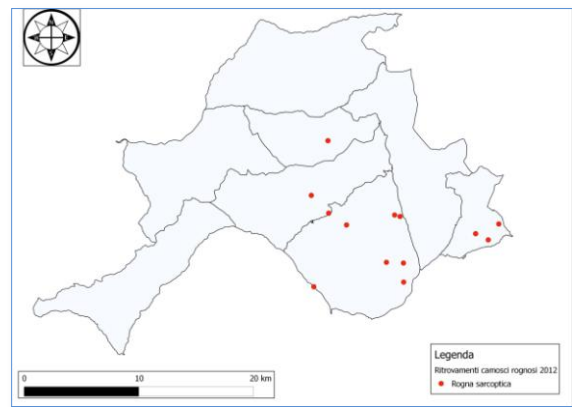 0 10 20 km
Legenda
Ritrovamenti camosci rognosi 2012
Rogna sarcoptica